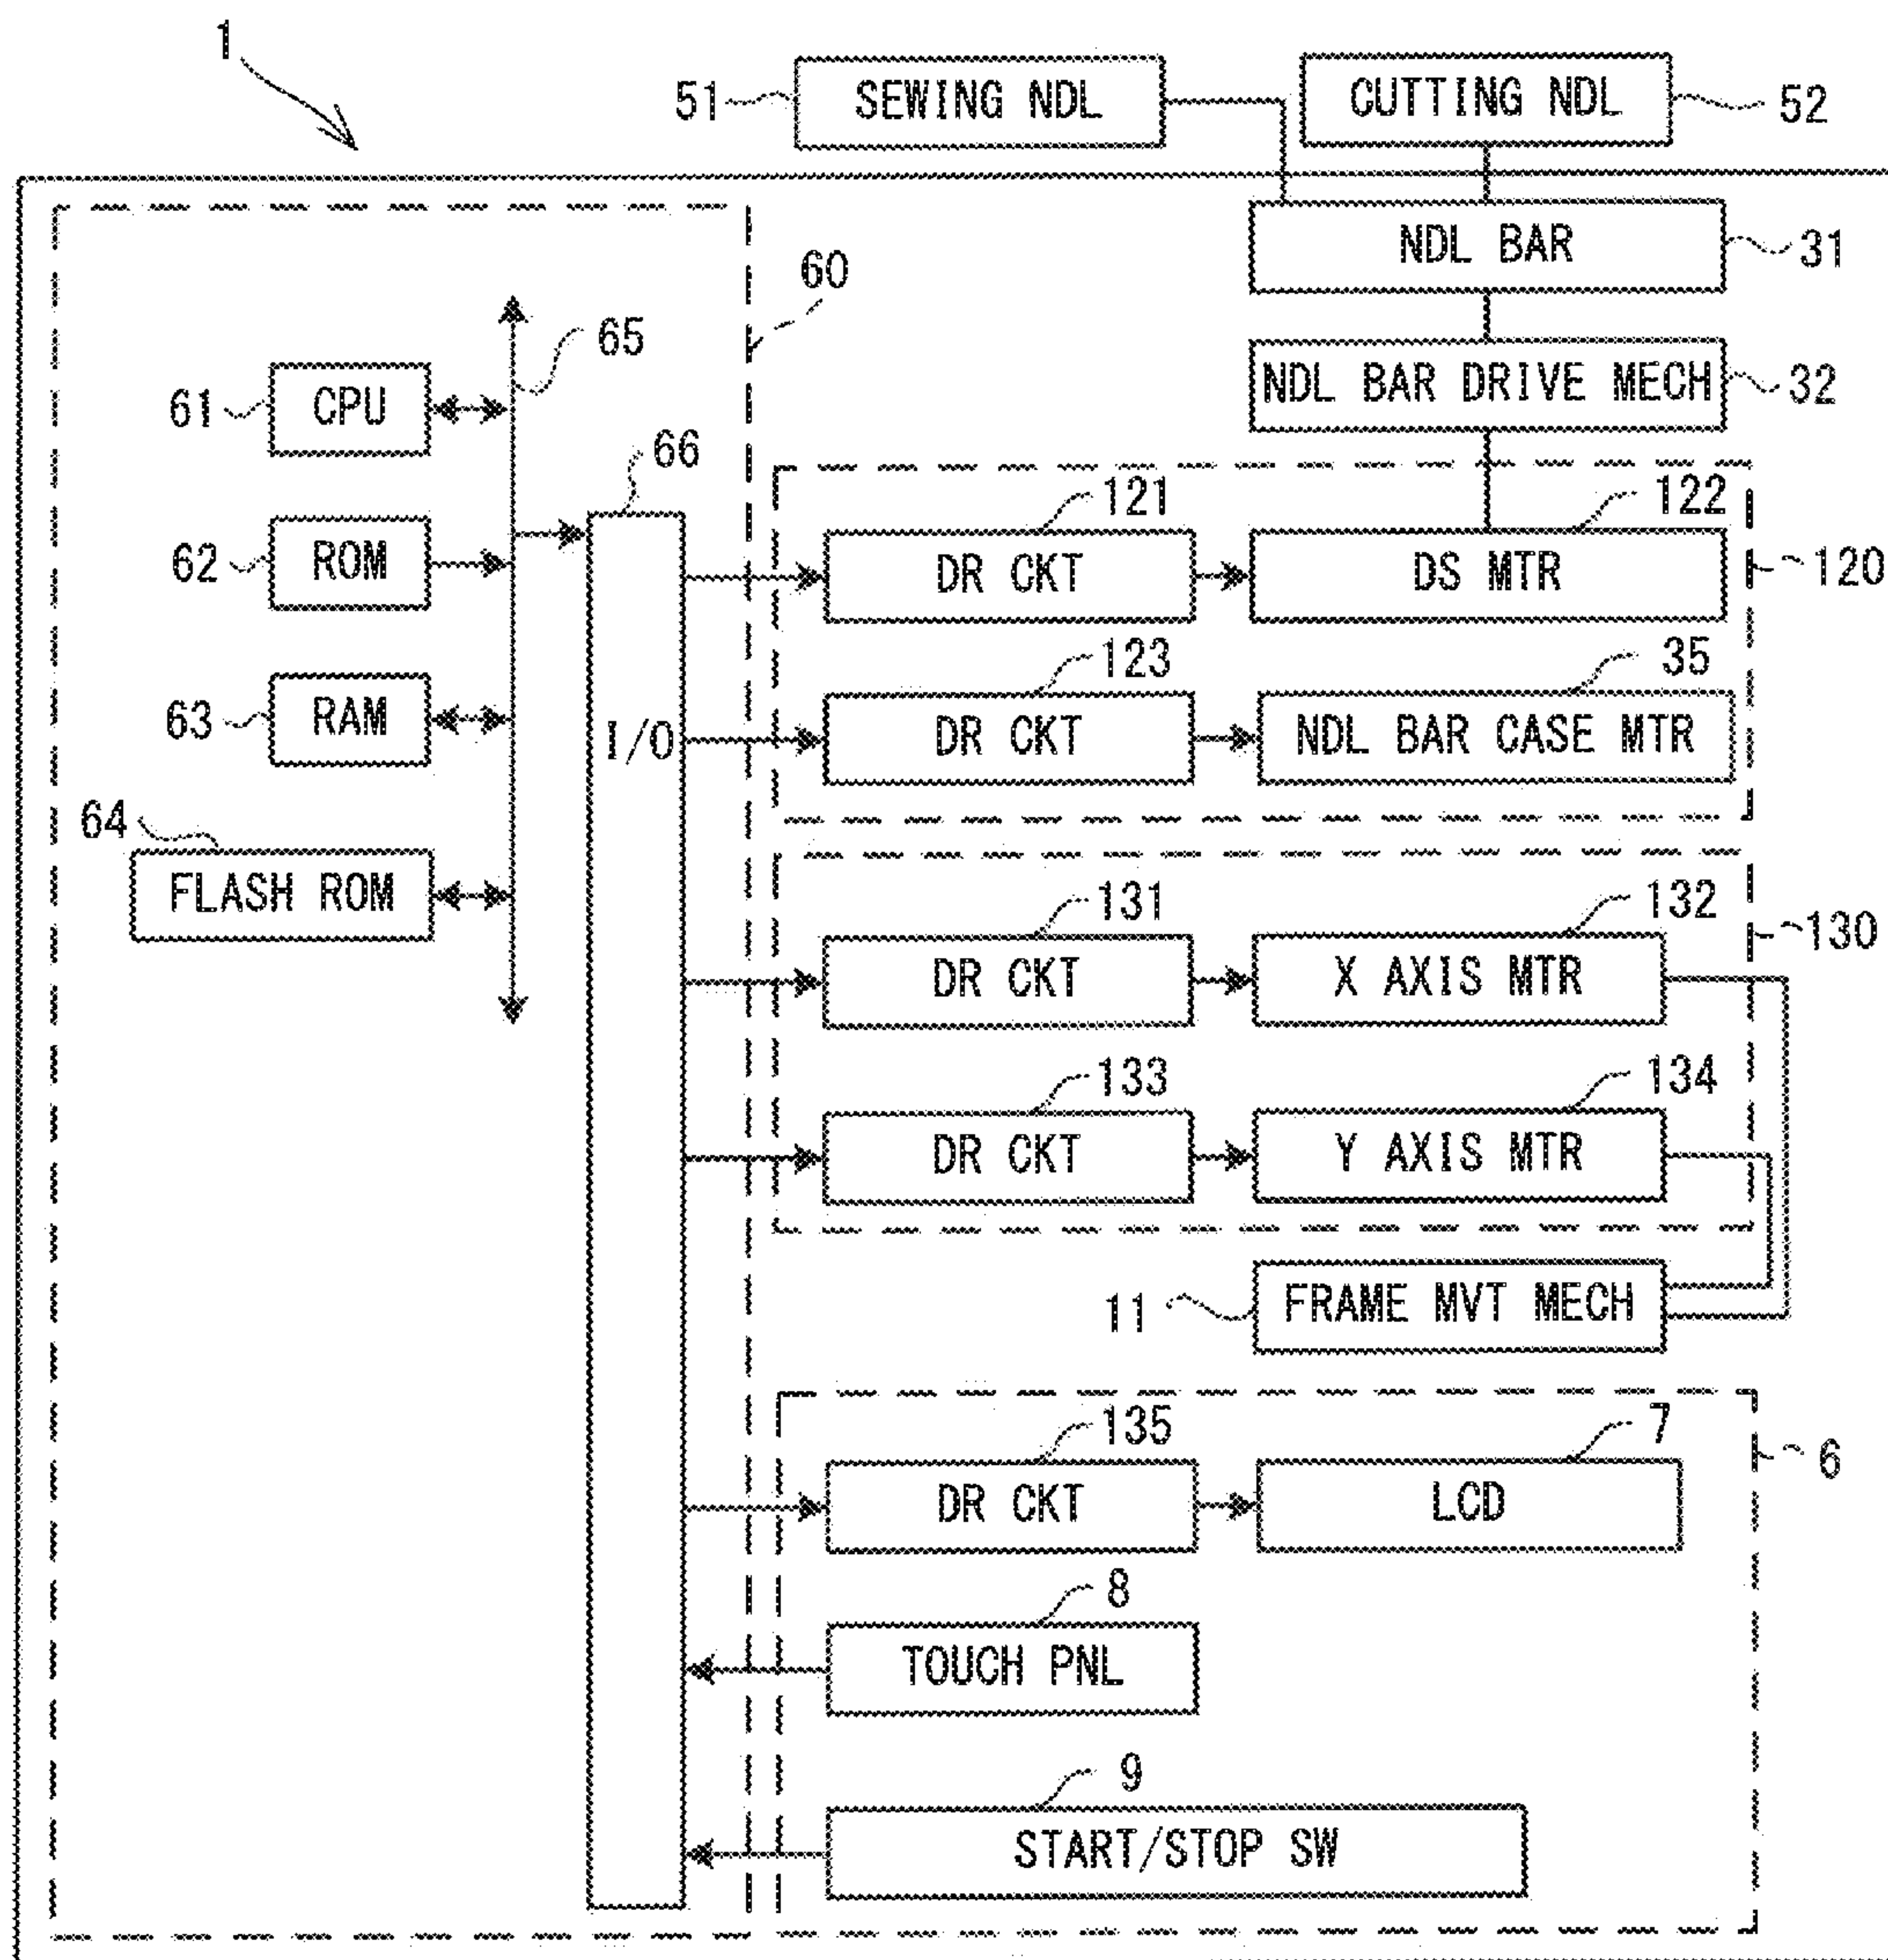 1
51 SEWING NDL
CUTTING NDL 52
NDL BAR 31
60
65
NDL BAR DRIVE MECH 32
61 CPU
66
121
122
62 ROM
DR CKT
DS MTR
120
123
35
63 RAM
I/O
DR CKT
NDL BAR CASE MTR
64
FLASH ROM
131
132
130
DR CKT
X AXIS MTR
133
134
DR CKT
Y AXIS MTR
11 FRAME MVT MECH
135
7
6
DR CKT
LCD
8
TOUCH PNL
9
START/STOP SW